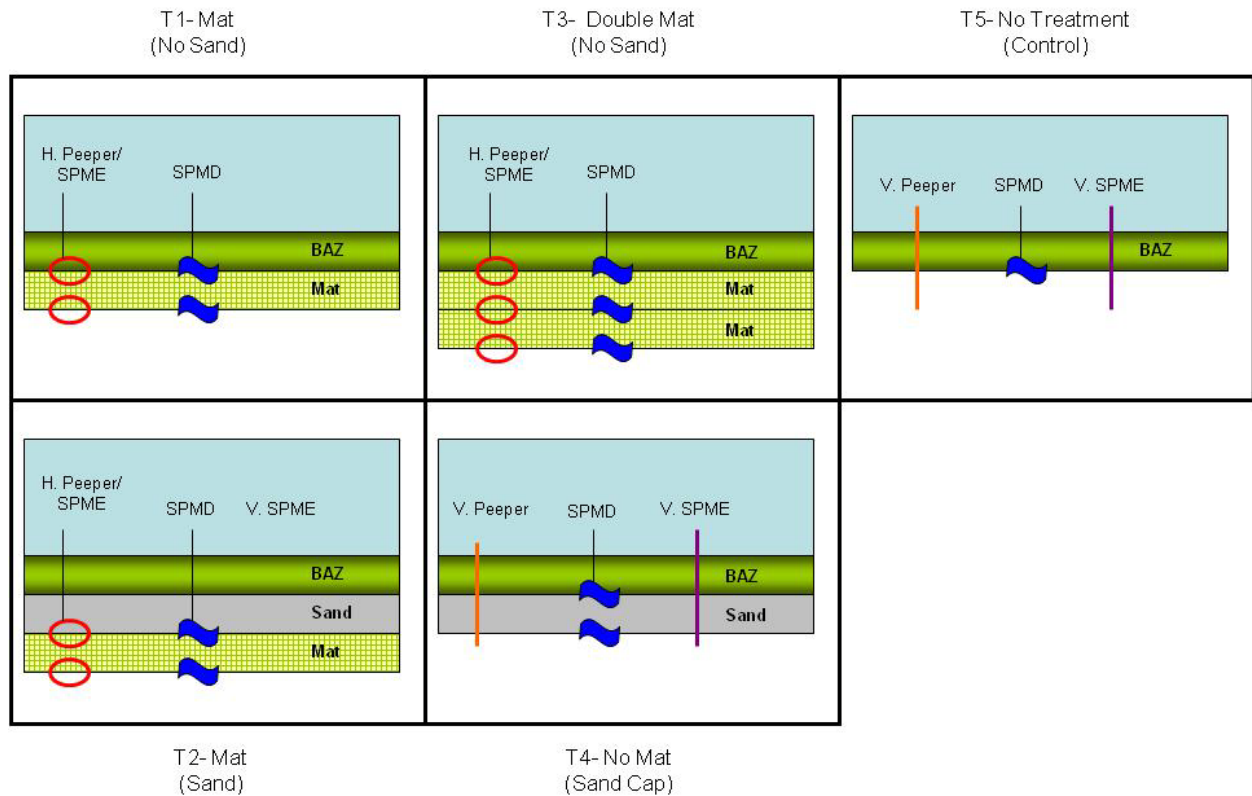 T1- Mat
(No Sand)
T3- Double Mat
(No Sand)
T5- No Treatment
(Control)
H. Peeper/
SPME
SPMD
BAZ
Mat
H. Peeper/
SPME
SPMD
BAZ
Mat
Mat
V. Peeper
SPMD
V. SPME
BAZ
H. Peeper/
SPME
SPMD
V. SPME
BAZ
Sand
Mat
V. Peeper
SPMD
V. SPME
BAZ
Sand
T2- Mat
(Sand)
T4- No Mat
(Sand Cap)